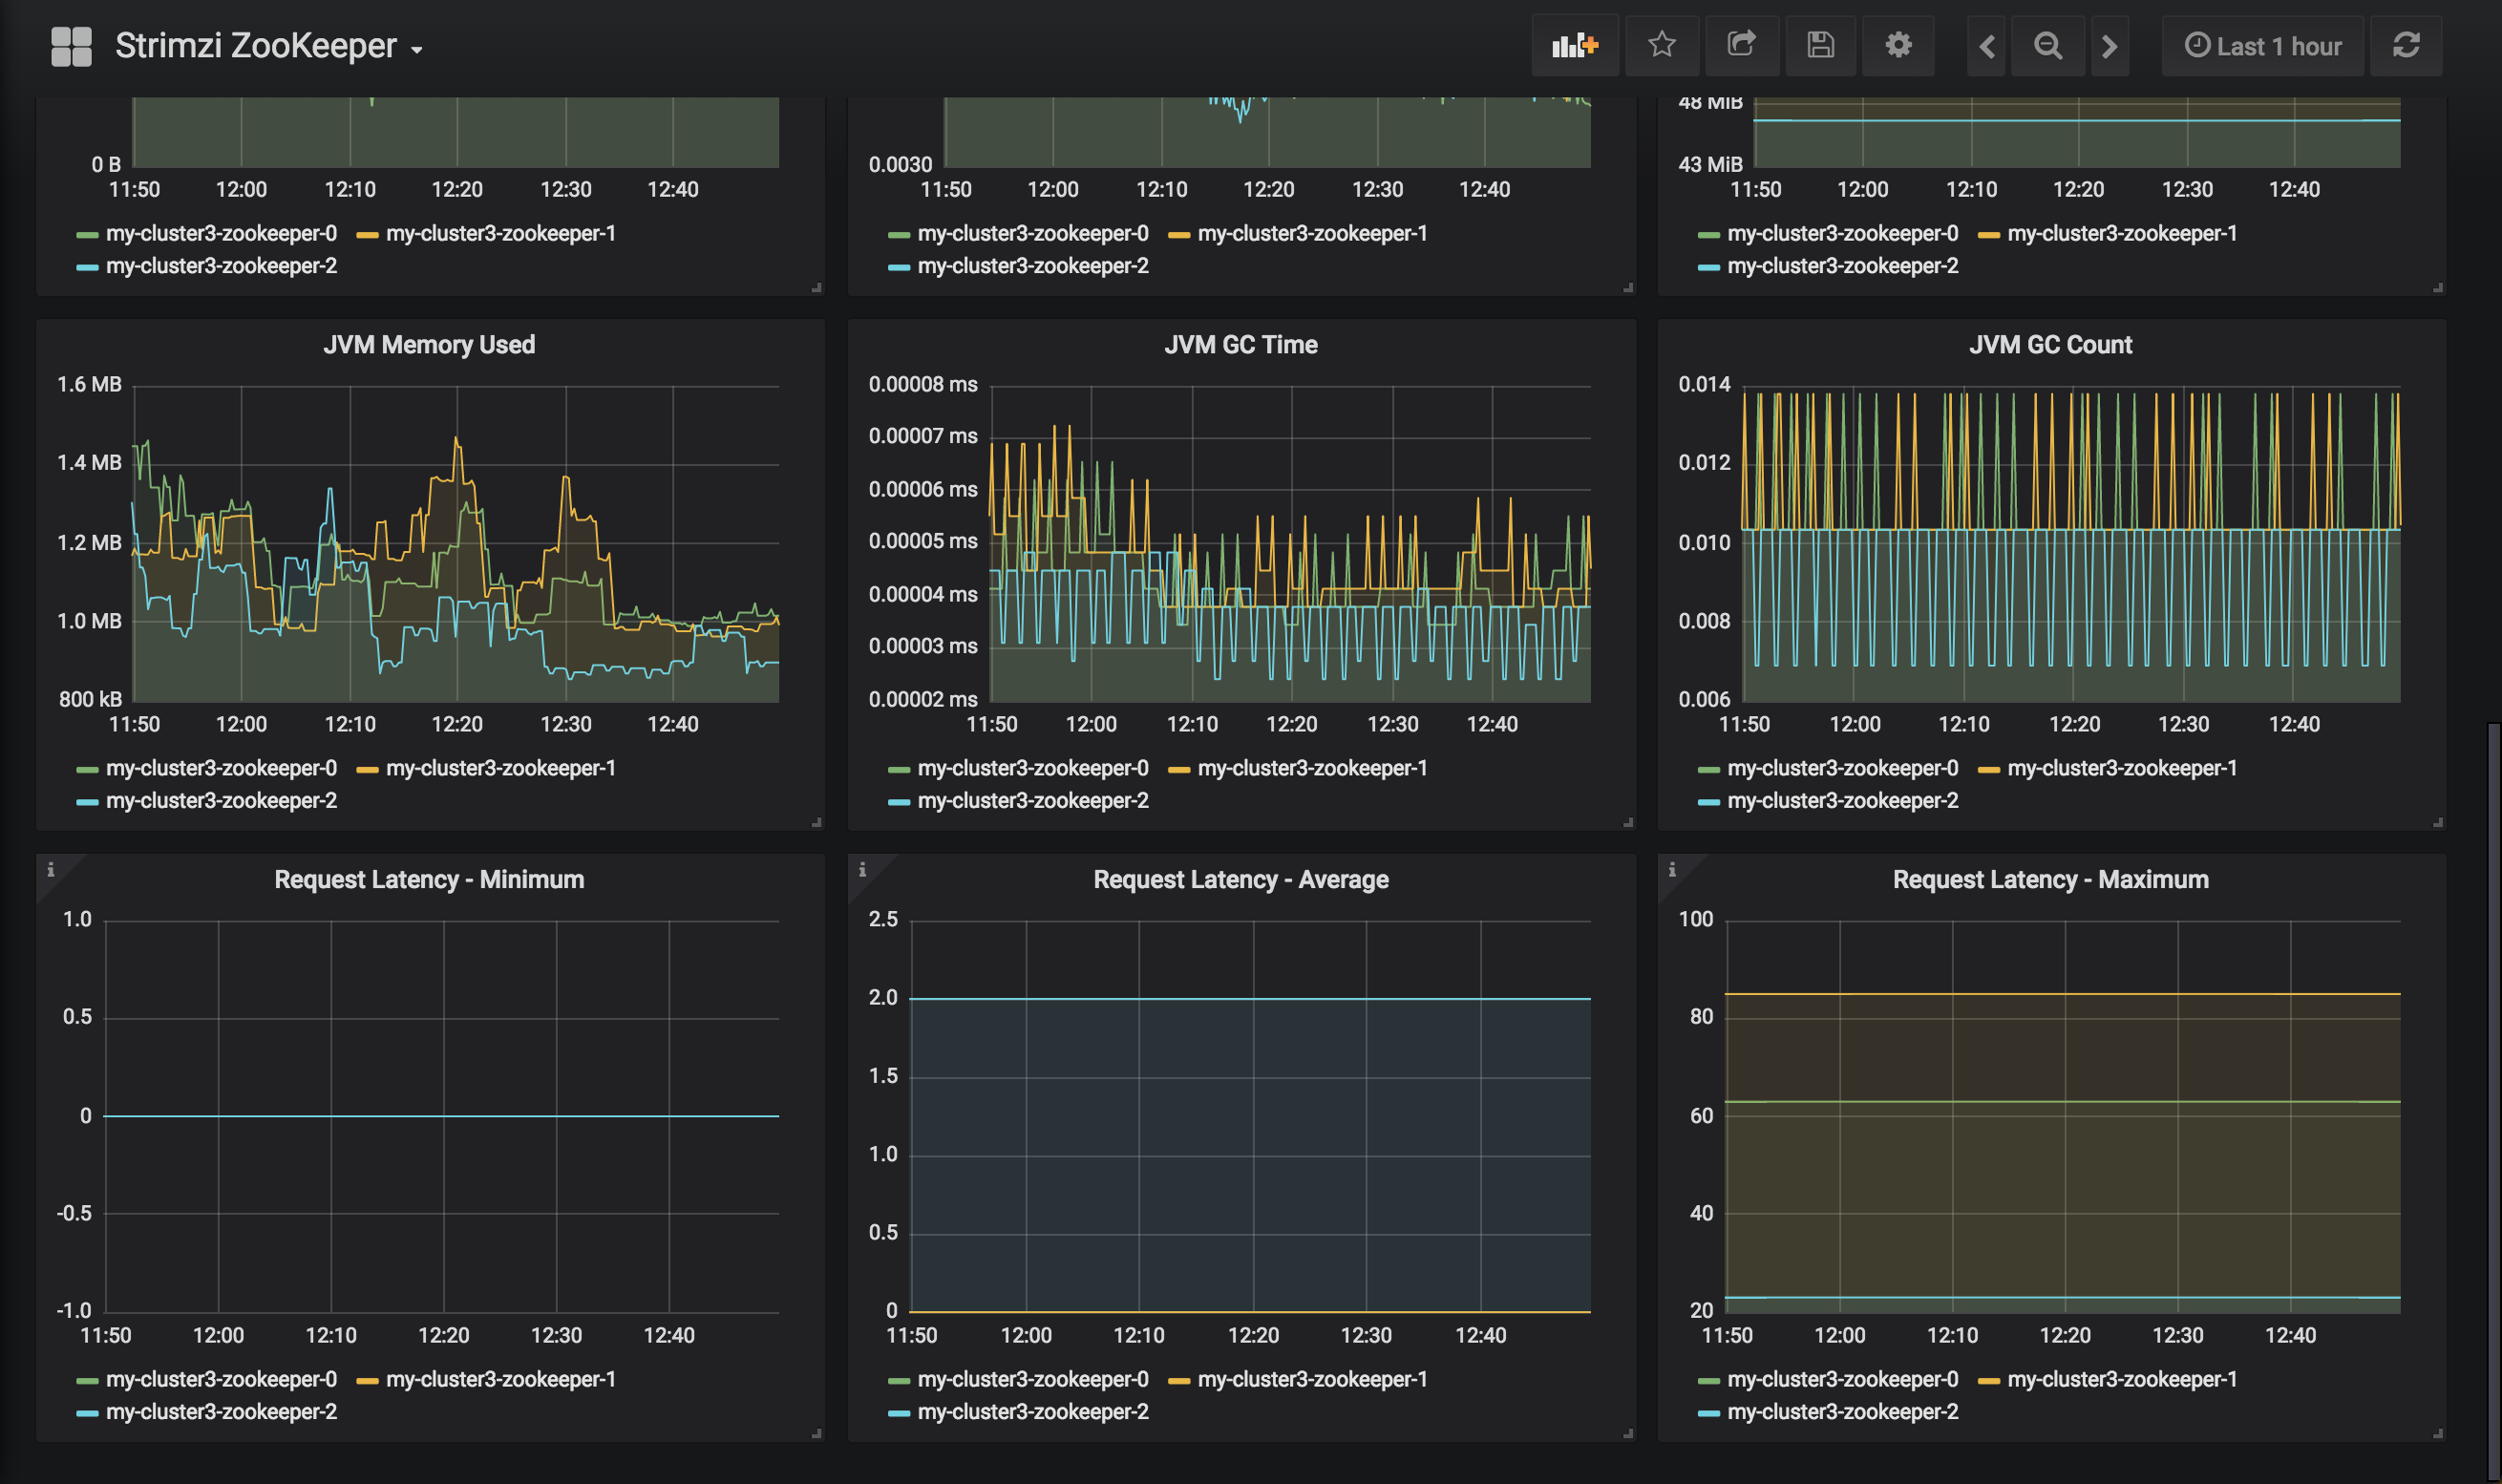 Strimzi ZooKeeper
Last 1 hour
0 B
11:50 12:00 12:10 12:20 12:30 12:40
my-cluster3-zookeeper-0 my-cluster3-zookeeper-1
my-cluster3-zookeeper-2
0.0030
11:50 12:00 12:10 12:20 12:30 12:40
my-cluster3-zookeeper-0 my-cluster3-zookeeper-1
my-cluster3-zookeeper-2
48 MiB
43 MiB
11:50 12:00 12:10 12:20 12:30 12:40
my-cluster3-zookeeper-0 my-cluster3-zookeeper-1
my-cluster3-zookeeper-2
JVM Memory Used
1.6 MB
1.4 MB
1.2 MB
1.0 MB
800 kB
11:50 12:00 12:10 12:20 12:30 12:40
my-cluster3-zookeeper-0 my-cluster3-zookeeper-1
my-cluster3-zookeeper-2
JVM GC Time
0.00008 ms
0.00007 ms
0.00006 ms
0.00005 ms
0.00004 ms
0.00003 ms
0.00002 ms
11:50 12:00 12:10 12:20 12:30 12:40
my-cluster3-zookeeper-0 my-cluster3-zookeeper-1
my-cluster3-zookeeper-2
JVM GC Count
0.014
0.012
0.010
0.008
0.006
11:50 12:00 12:10 12:20 12:30 12:40
my-cluster3-zookeeper-0 my-cluster3-zookeeper-1
my-cluster3-zookeeper-2
i
Request Latency - Minimum
1.0
0.5
0
-0.5
-1.0
11:50 12:00 12:10 12:20 12:30 12:40
my-cluster3-zookeeper-0 my-cluster3-zookeeper-1
my-cluster3-zookeeper-2
i
Request Latency - Average
2.5
2.0
1.5
1.0
0.5
0
11:50 12:00 12:10 12:20 12:30 12:40
my-cluster3-zookeeper-0 my-cluster3-zookeeper-1
my-cluster3-zookeeper-2
i
Request Latency - Maximum
100
80
60
40
20
11:50 12:00 12:10 12:20 12:30 12:40
my-cluster3-zookeeper-0 my-cluster3-zookeeper-1
my-cluster3-zookeeper-2